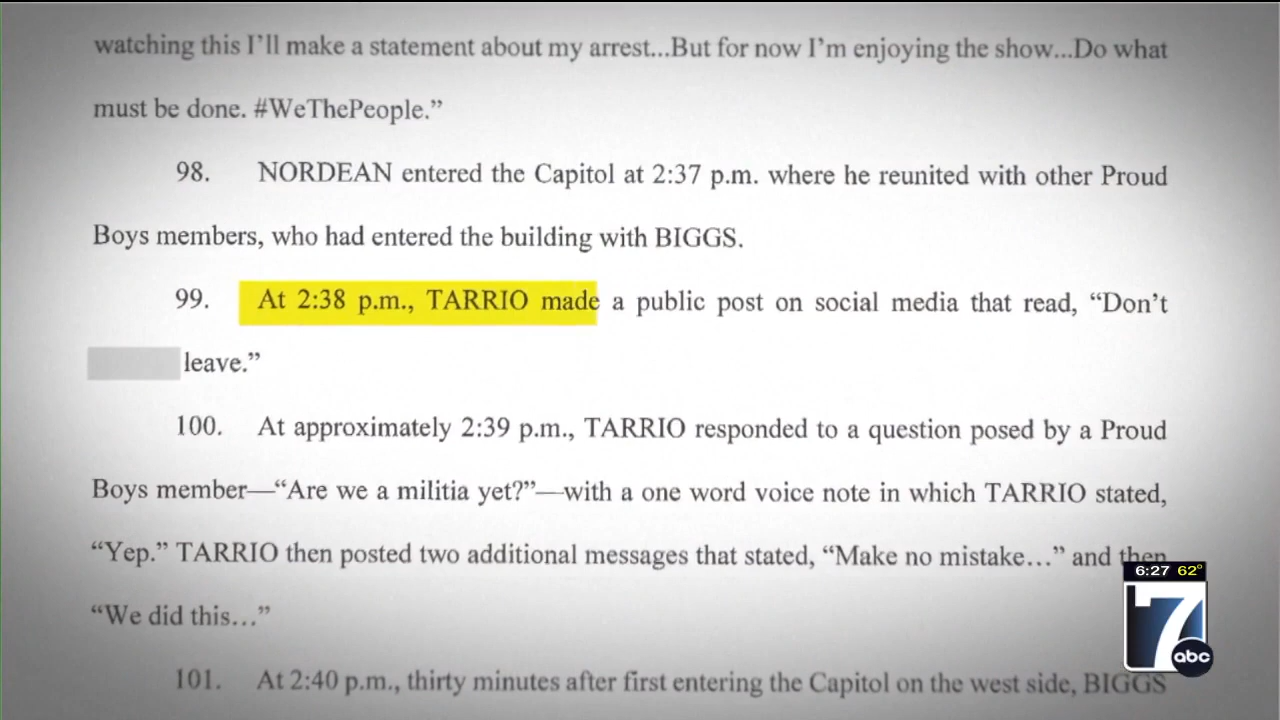 watching this I’ll make a statement about my arrest...But for now I’m enjoying the show...Do what
must be done. #WeThePeople.”
98. NORDEAN entered the Capitol at 2:37 p.m. where he reunited with other Proud
Boys members, who had entered the building with BIGGS.
99. At 2:38 p.m., TARRIO made a public post on social media that read, “Don’t
leave.”
100. At approximately 2:39 p.m., TARRIO responded to a question posed by a Proud
Boys member—“Are we a militia yet?”—with a one word voice note in which TARRIO stated,
“Yep.” TARRIO then posted two additional messages that stated, “Make no mistake…” and then
“We did this…”
6:27 62°
7
abc
101. At 2:40 p.m., thirty minutes after first entering the Capitol on the west side, BIGGS